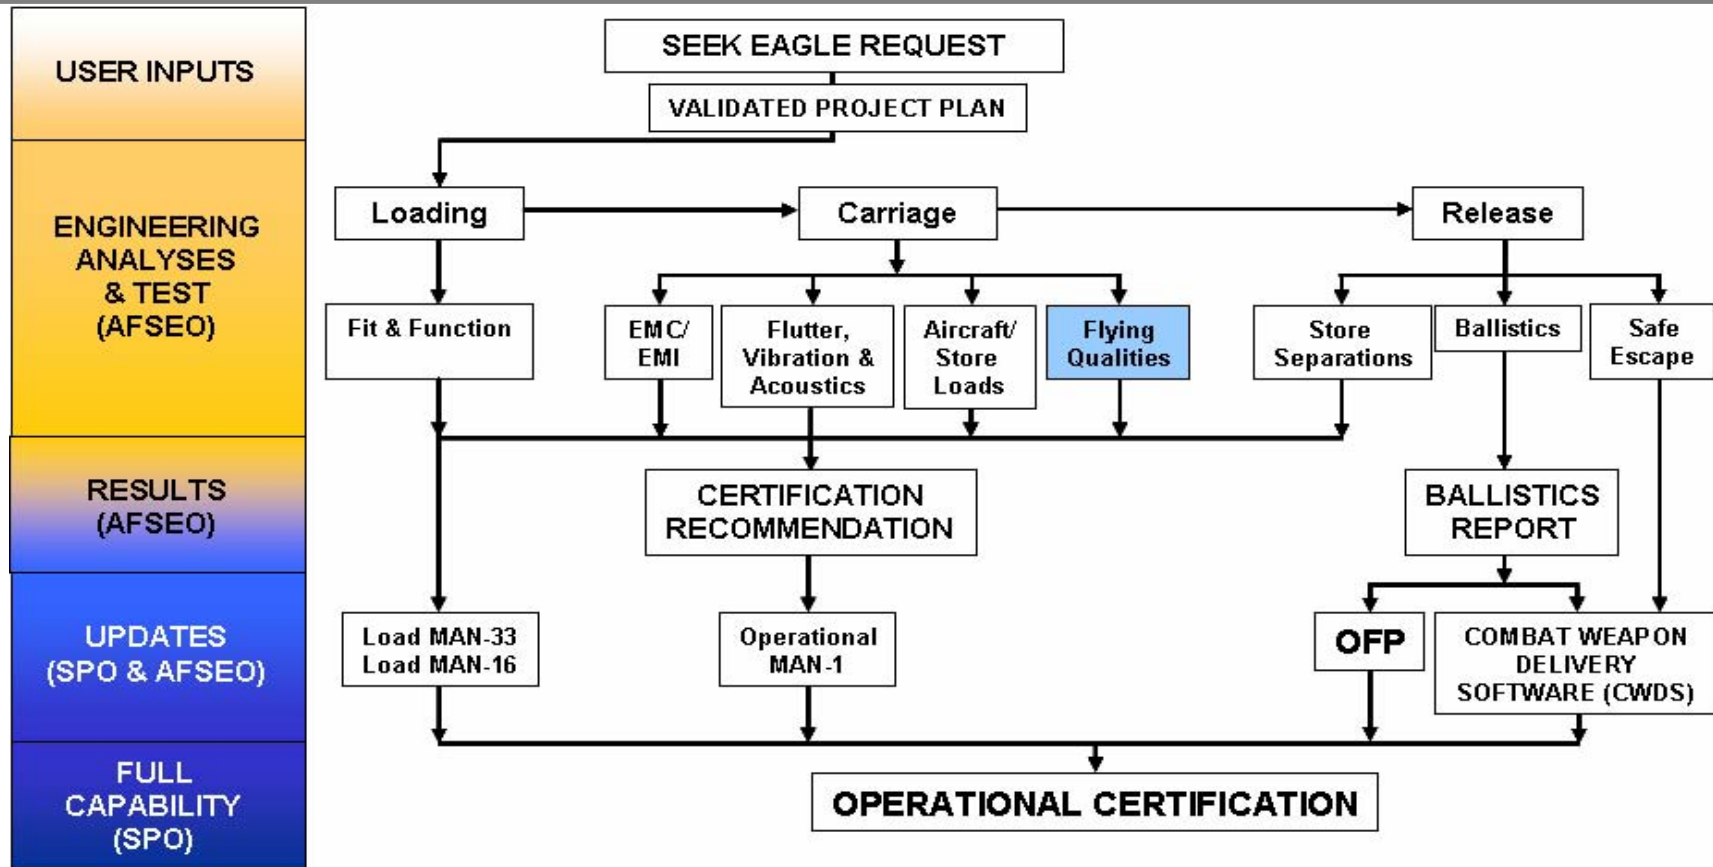 USER INPUTS
SEEK EAGLE REQUEST
VALIDATED PROJECT PLAN
ENGINEERING
ANALYSES
& TEST
(AFSEO)
Loading
Carriage
Release
Fit & Function
EMC/
EMI
Flutter,
Vibration &
Acoustics
Aircraft/
Store
Loads
Flying
Qualities
Store
Separations
Ballistics
Safe
Escape
RESULTS
(AFSEO)
CERTIFICATION
RECOMMENDATION
BALLISTICS
REPORT
UPDATES
(SPO & AFSEO)
Load MAN-33
Load MAN-16
Operational
MAN-1
OFP
COMBAT WEAPON
DELIVERY
SOFTWARE (CWDS)
FULL
CAPABILITY
(SPO)
OPERATIONAL CERTIFICATION